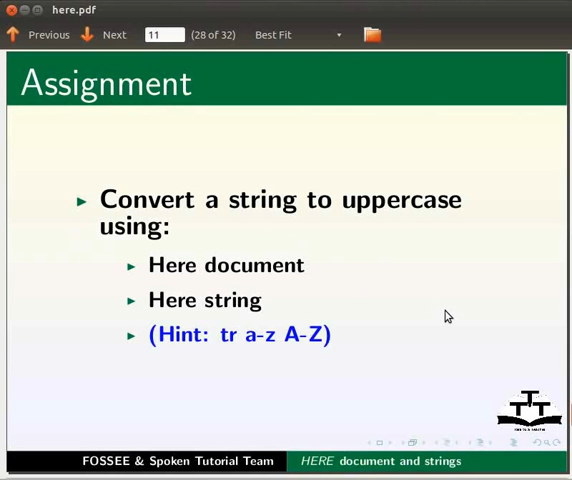 here.pdf
Previous Next 11 (28 of 32) Best Fit
Assignment
Convert a string to uppercase
using:
Here document
Here string
(Hint: tr a-z A-Z)
FOSSEE & Spoken Tutorial Team HERE document and strings